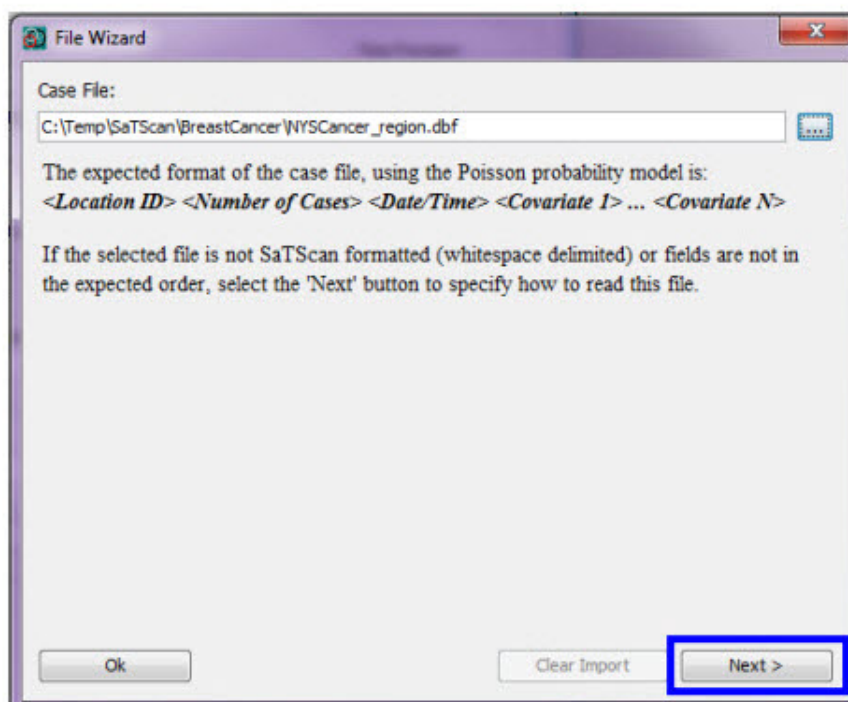 File Wizard
Case File:
C:\Temp\SaTScan\BreastCancer\NYSCancer_region.dbf
...
The expected format of the case file, using the Poisson probability model is:
<Location ID> <Number of Cases> <Date/Time> <Covariate 1> ... <Covariate N>
If the selected file is not SaTScan formatted (whitespace delimited) or fields are not in
the expected order, select the 'Next' button to specify how to read this file.
Ok
Clear Import
Next >